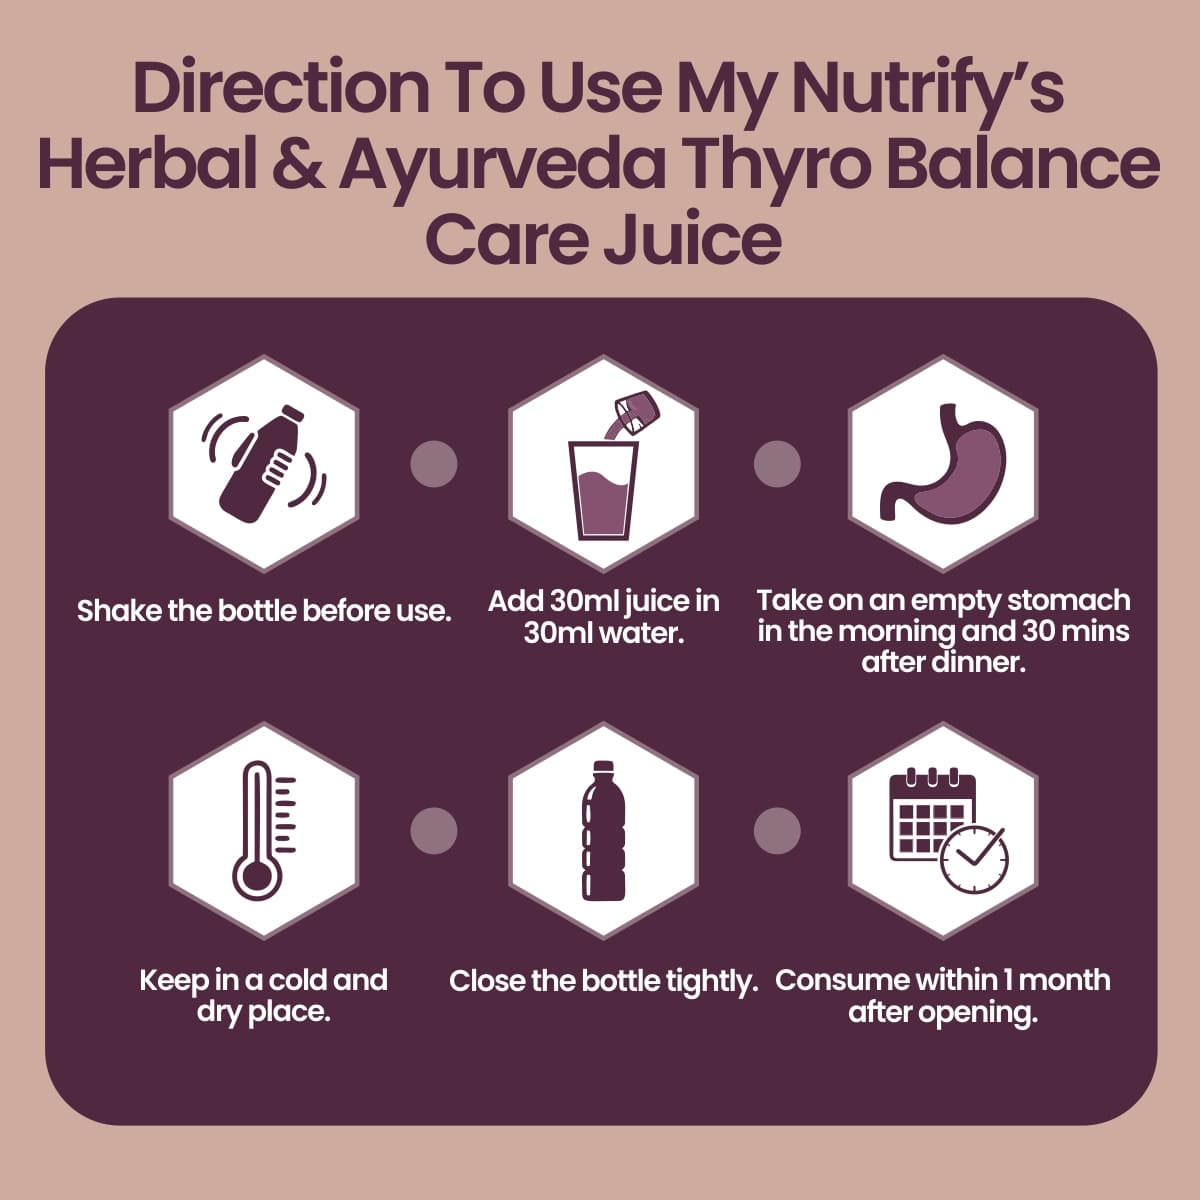 Direction To Use My Nutrify’s
Herbal & Ayurveda Thyro Balance
Care Juice
Shake the bottle before use.
Add 30ml juice in
30ml water.
Take on an empty stomach
in the morning and 30 mins
after dinner.
Keep in a cold and
dry place.
Close the bottle tightly.
Consume within 1 month
after opening.